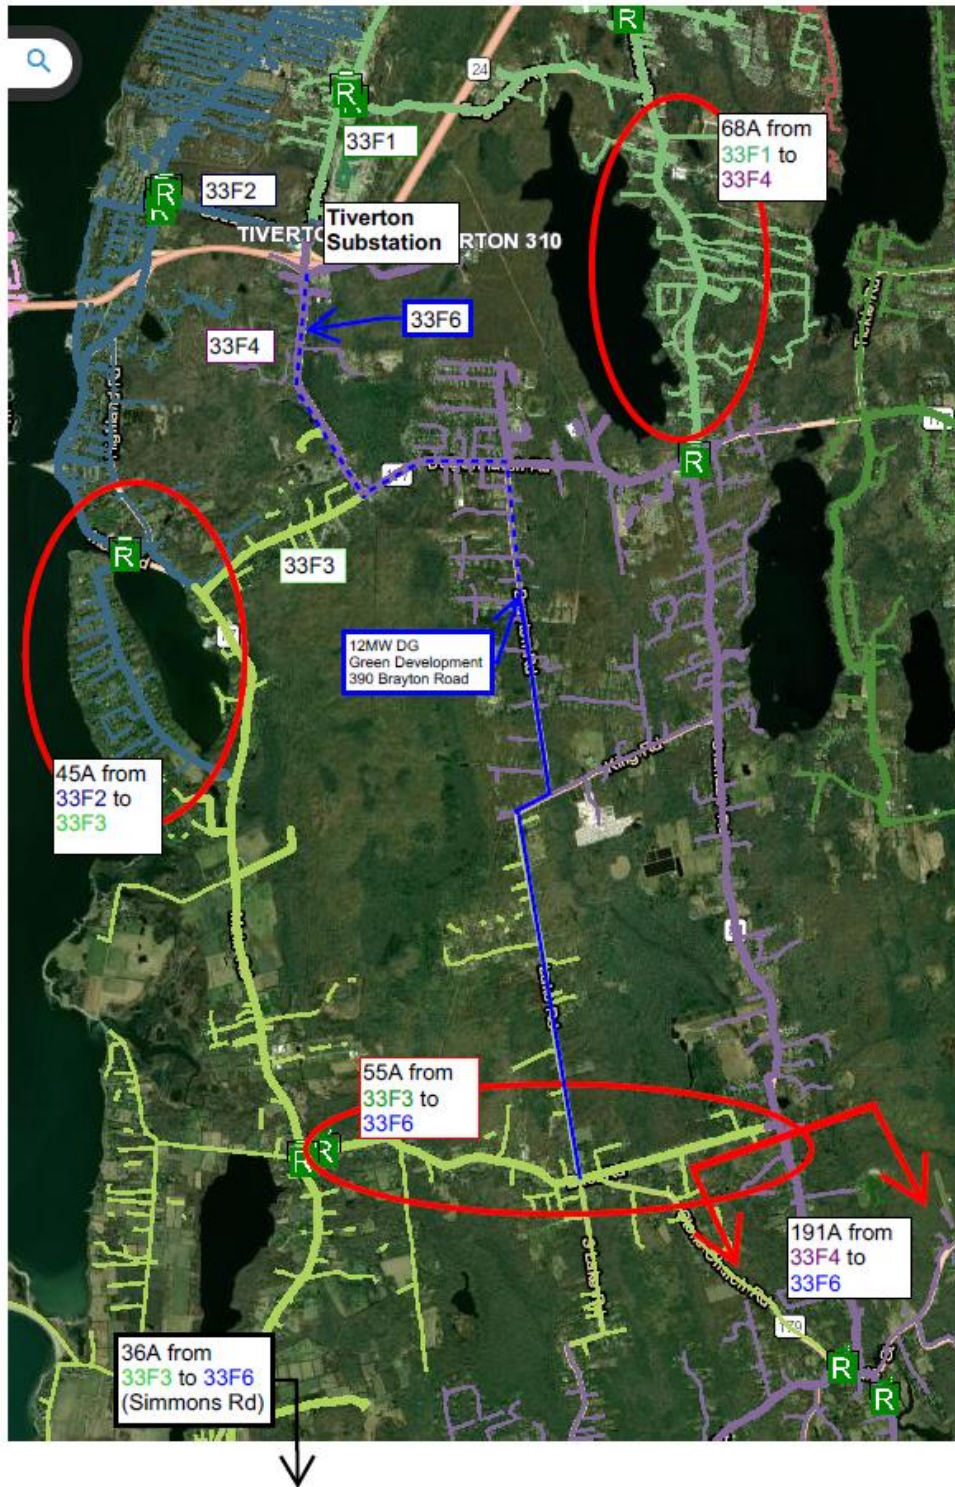 R
24
R
68A from
33F1 to
33F4
33F1
R
33F2
Tiverton
Substation
RTON 310
33F6
33F4
R
R
33F3
12MW DG
Green Development
390 Brayton Road
King Rd
45A from
33F2 to
33F3
55A from
33F3 to
33F6
R
R
191A from
33F4 to
33F6
179
36A from
33F3 to 33F6
(Simmons Rd)
R
R